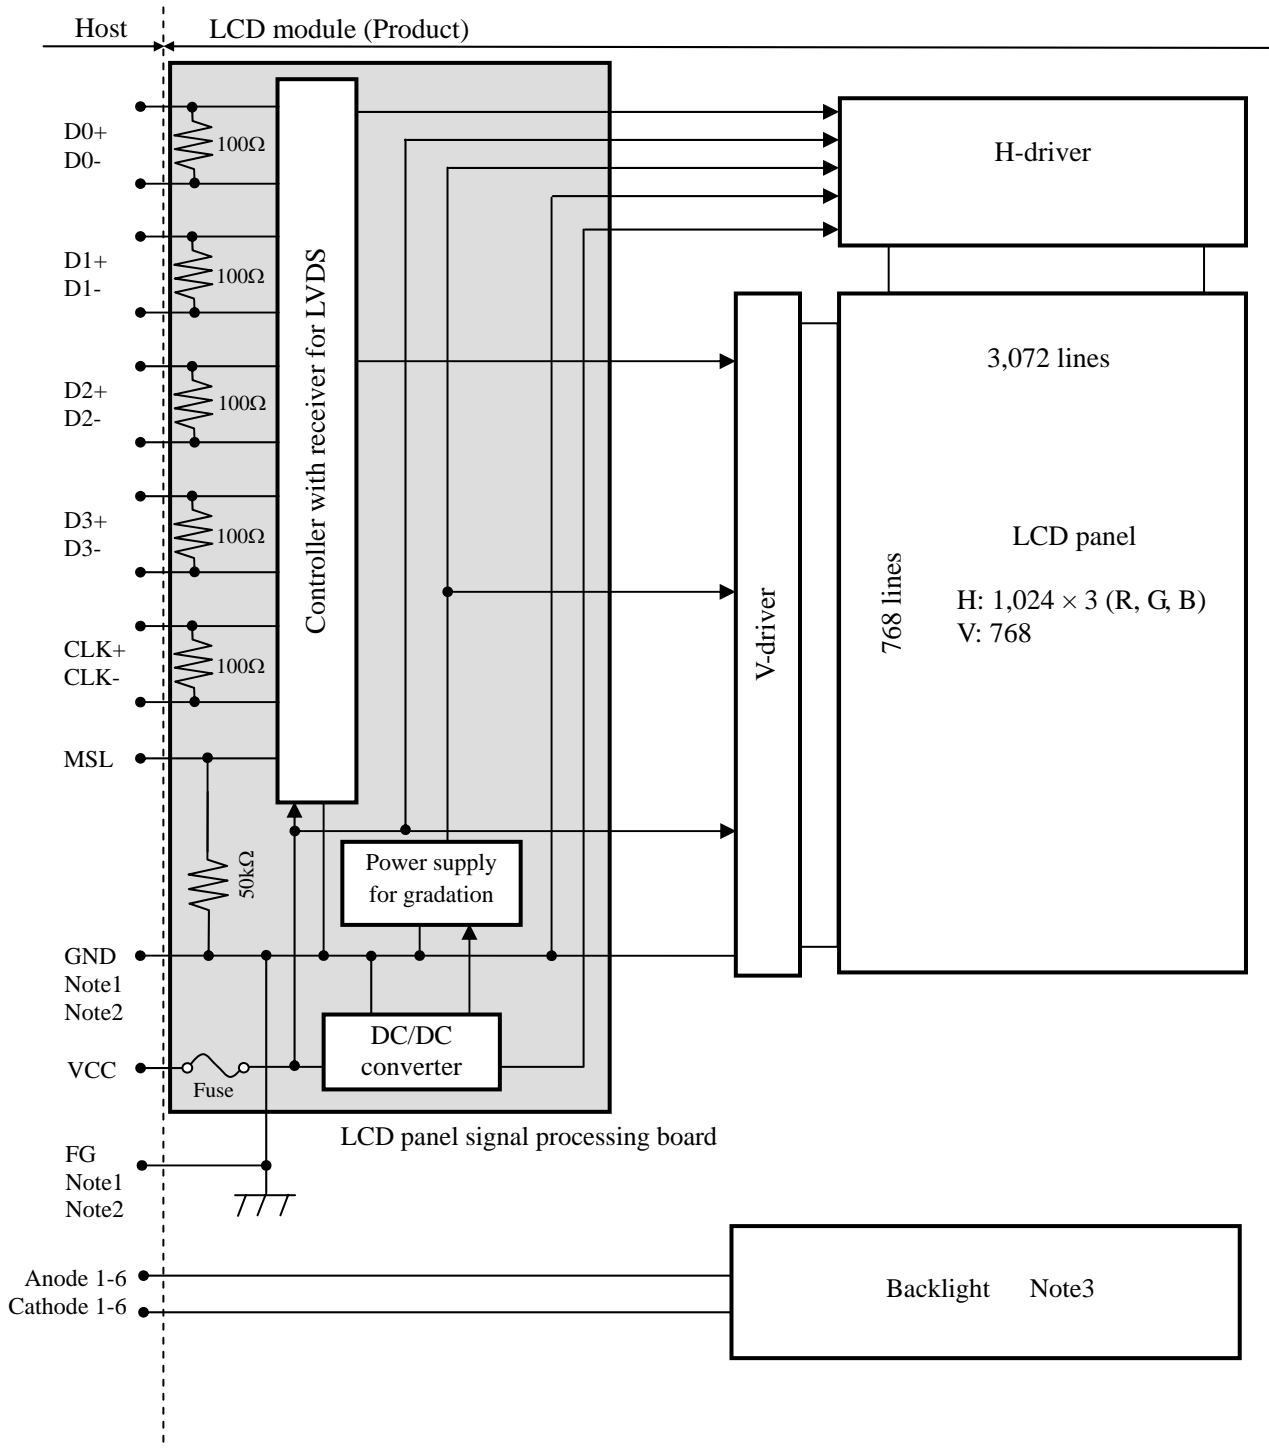 Host
LCD module (Product)
D0+
D0-
100Ω
D1+
D1-
100Ω
D2+
D2-
100Ω
D3+
D3-
100Ω
CLK+
CLK-
100Ω
MSL
50kΩ
GND
Note1
Note2
VCC
Fuse
FG
Note1
Note2
Anode 1-6
Cathode 1-6
Controller with receiver for LVDS
Power supply
for gradation
DC/DC
converter
LCD panel signal processing board
H-driver
V-driver
3,072 lines
768 lines
LCD panel
H: 1,024 × 3 (R, G, B)
V: 768
Backlight Note3